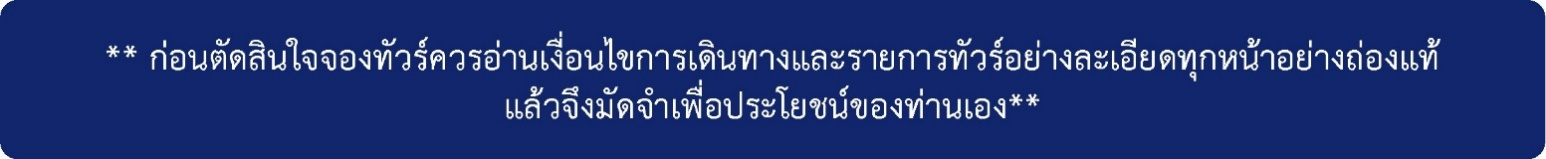 ** ก่อนตัดสินใจจองทัวร์ควรอ่านเงื่อนไขการเดินทางและรายการทัวร์อย่างละเอียดทุกหน้าอย่างถ่องแท้
แล้วจึงมัดจำเพื่อประโยชน์ของท่านเอง**